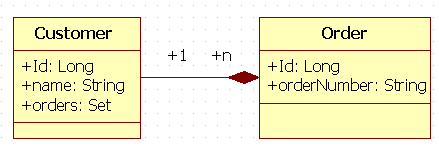 Customer
+Id: Long
+name: String
+orders: Set
+1
+n
Order
+Id: Long
+orderNumber: String